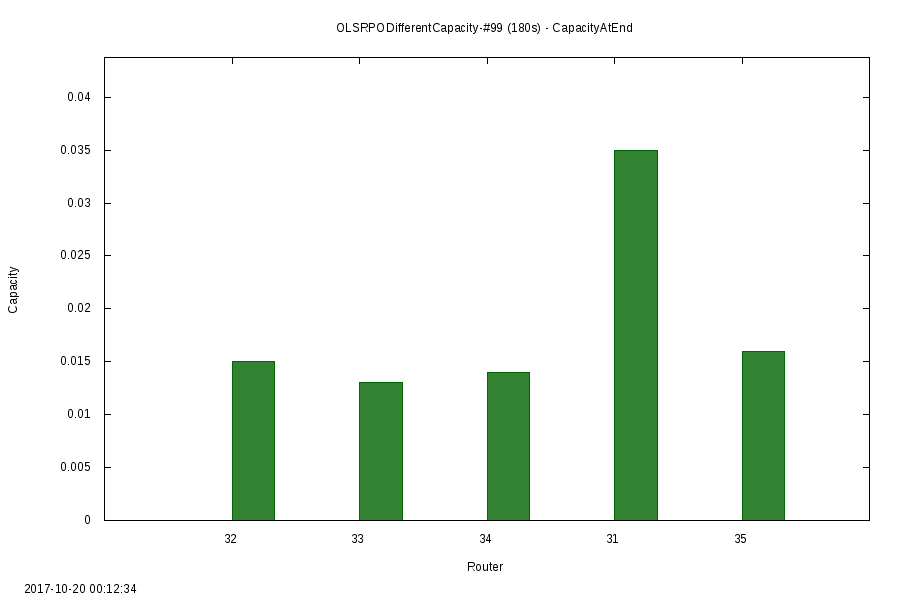 OLSRPODifferentCapacity-#99 (180s) - CapacityAtEnd
0.04
0.035
0.03
0.025
0.02
0.015
0.01
0.005
0
Capacity
32 33 34 31 35
Router
2017-10-20 00:12:34